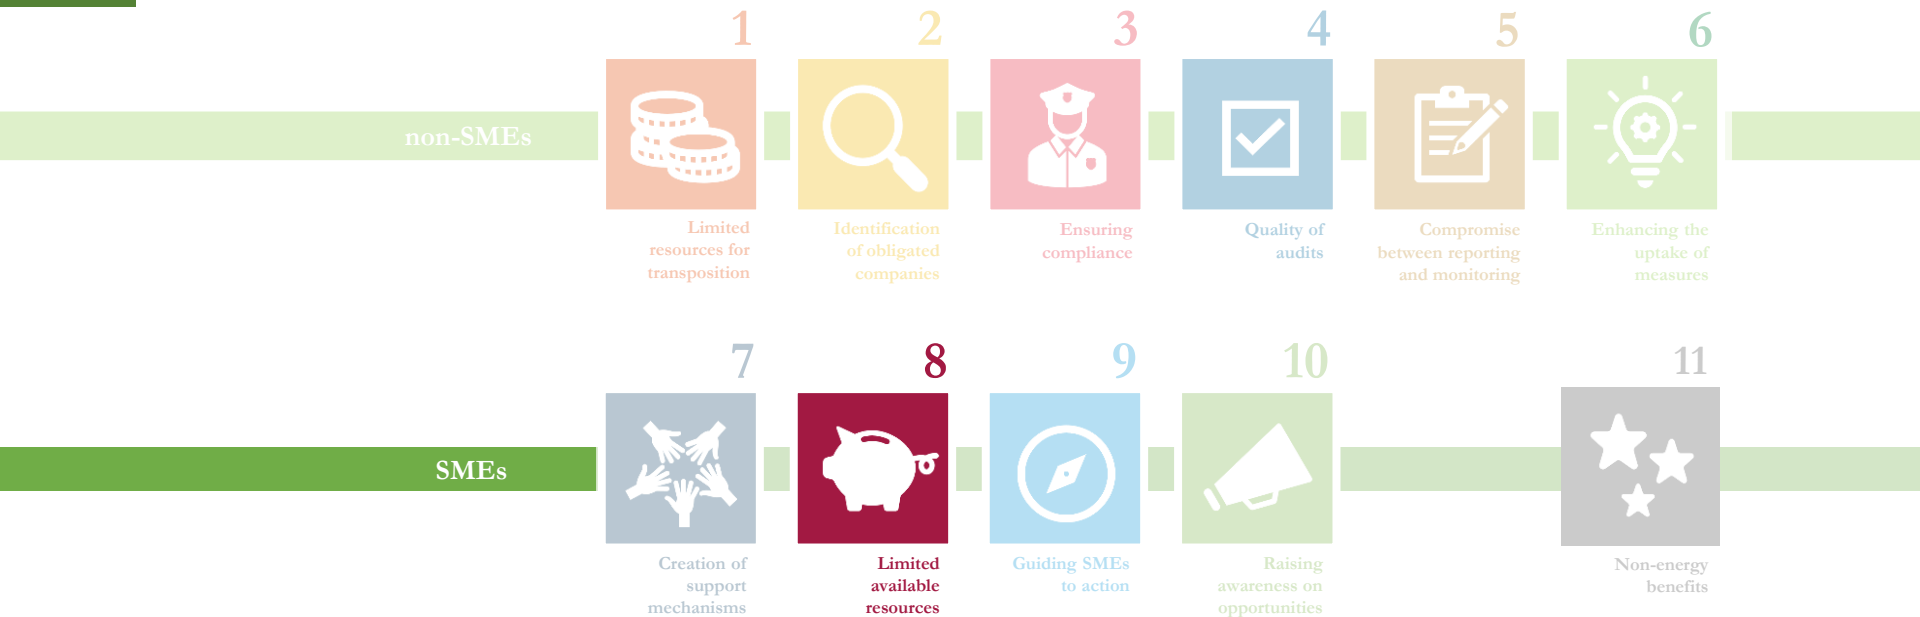 1
2
3
4
5
6
non-SMEs
Limited
resources for
transposition
Identification
of obligated
companies
Ensuring
compliance
Quality of
audits
Compromise
between reporting
and monitoring
Enhancing the
uptake of
measures
7
8
9
10
11
SMEs
Creation of
support
mechanisms
Limited
available
resources
Guiding SMEs
to action
Raising
awareness on
opportunities
Non-energy
benefits